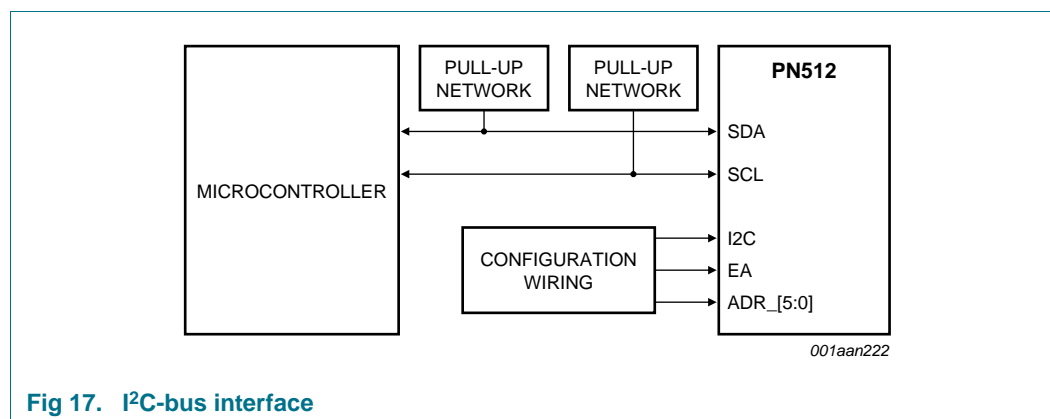 PULL-UP
NETWORK
PULL-UP
NETWORK
PN512
SDA
SCL
MICROCONTROLLER
I2C
CONFIGURATION
WIRING
EA
ADR_[5:0]
001aan222
Fig 17. I²C-bus interface